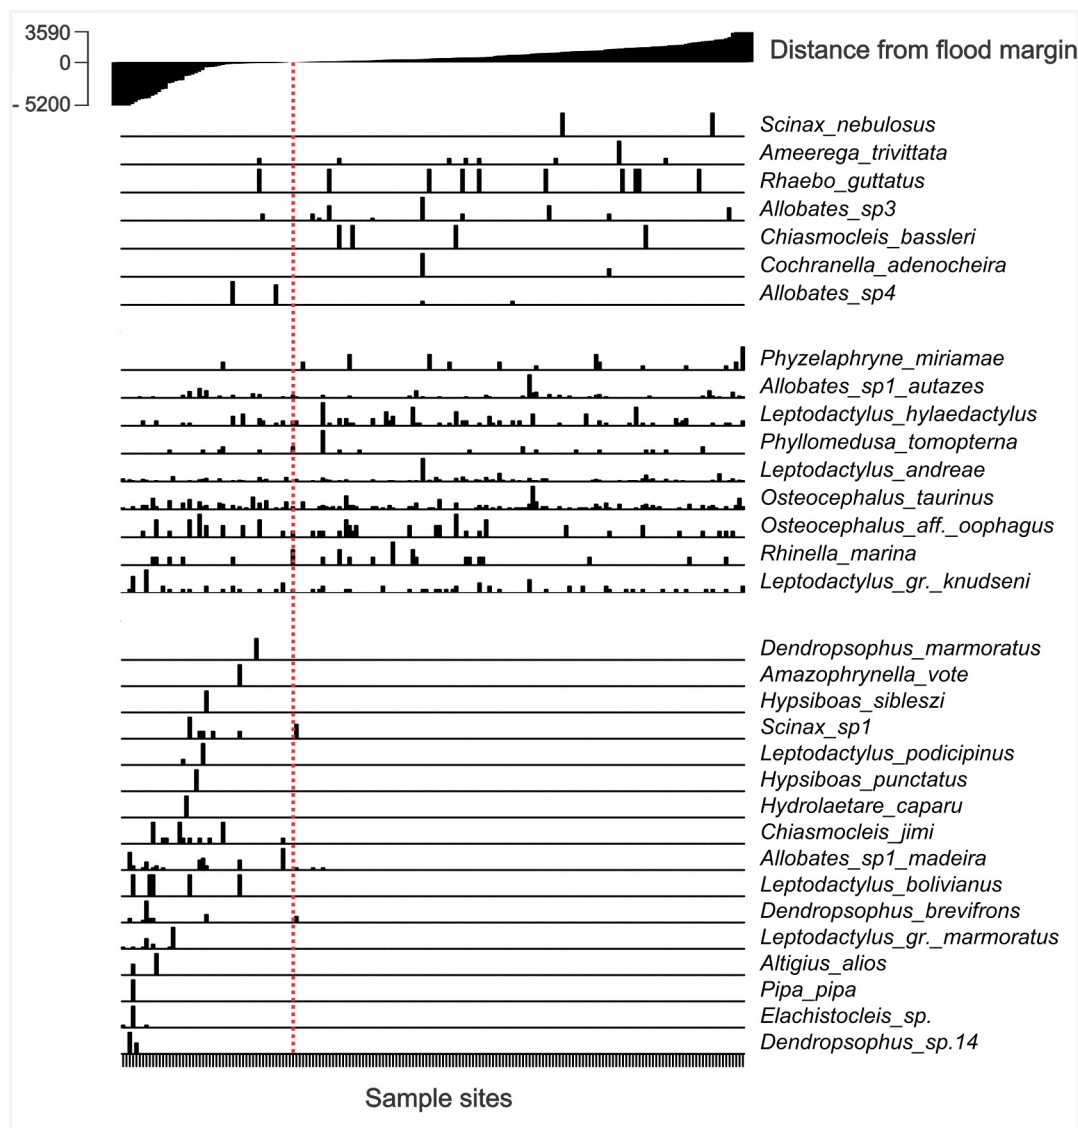 3590
Distance from flood margin
0
- 5200
Scinax_nebulosus
Ameerega_trivittata
Rhaebo_guttatus
Allobates_sp3
Chiasmocleis_bassleri
Cochranella_adenocheira
Allobates_sp4
Phyzelaphryne_miriamae
Allobates_sp1_autazes
Leptodactylus_hylaedactylus
Phyllomedusa_tomopterna
Leptodactylus_andreae
Osteocephalus_taurinus
Osteocephalus_aff._oophagus
Rhinella_marina
Leptodactylus_gr._knudseni
Dendropsophus_marmoratus
Amazophrynella_vote
Hypsiboas_sibleszi
Scinax_sp1
Leptodactylus_podicipinus
Hypsiboas_punctatus
Hydrolaetare_caparu
Chiasmocleis_jimi
Allobates_sp1_madeira
Leptodactylus_bolivianus
Dendropsophus_brevifrons
Leptodactylus_gr._marmoratus
Altigius_alios
Pipa_pipa
Elachistocleis_sp.
Dendropsophus_sp.14
Sample sites